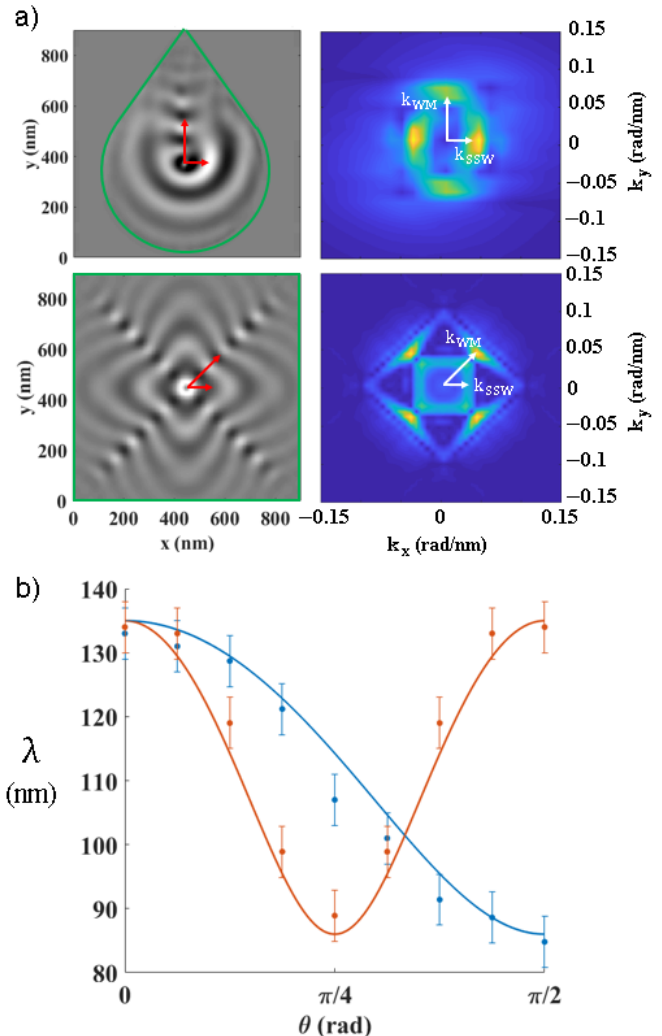 a)
800
600
400
200
0
y (nm)
k_WM
k_SSW
0.15
0.1
0.05
0
−0.05
−0.1
−0.15
k_y (rad/nm)
800
600
400
200
0
y (nm)
0 200 400 600 800
x (nm)
k_WM
k_SSW
0.15
0.1
0.05
0
−0.05
−0.1
−0.15
k_y (rad/nm)
−0.15 0 0.15
k_x (rad/nm)
b)
140
130
120
110
100
90
80
λ
(nm)
0 π/4 π/2
θ (rad)